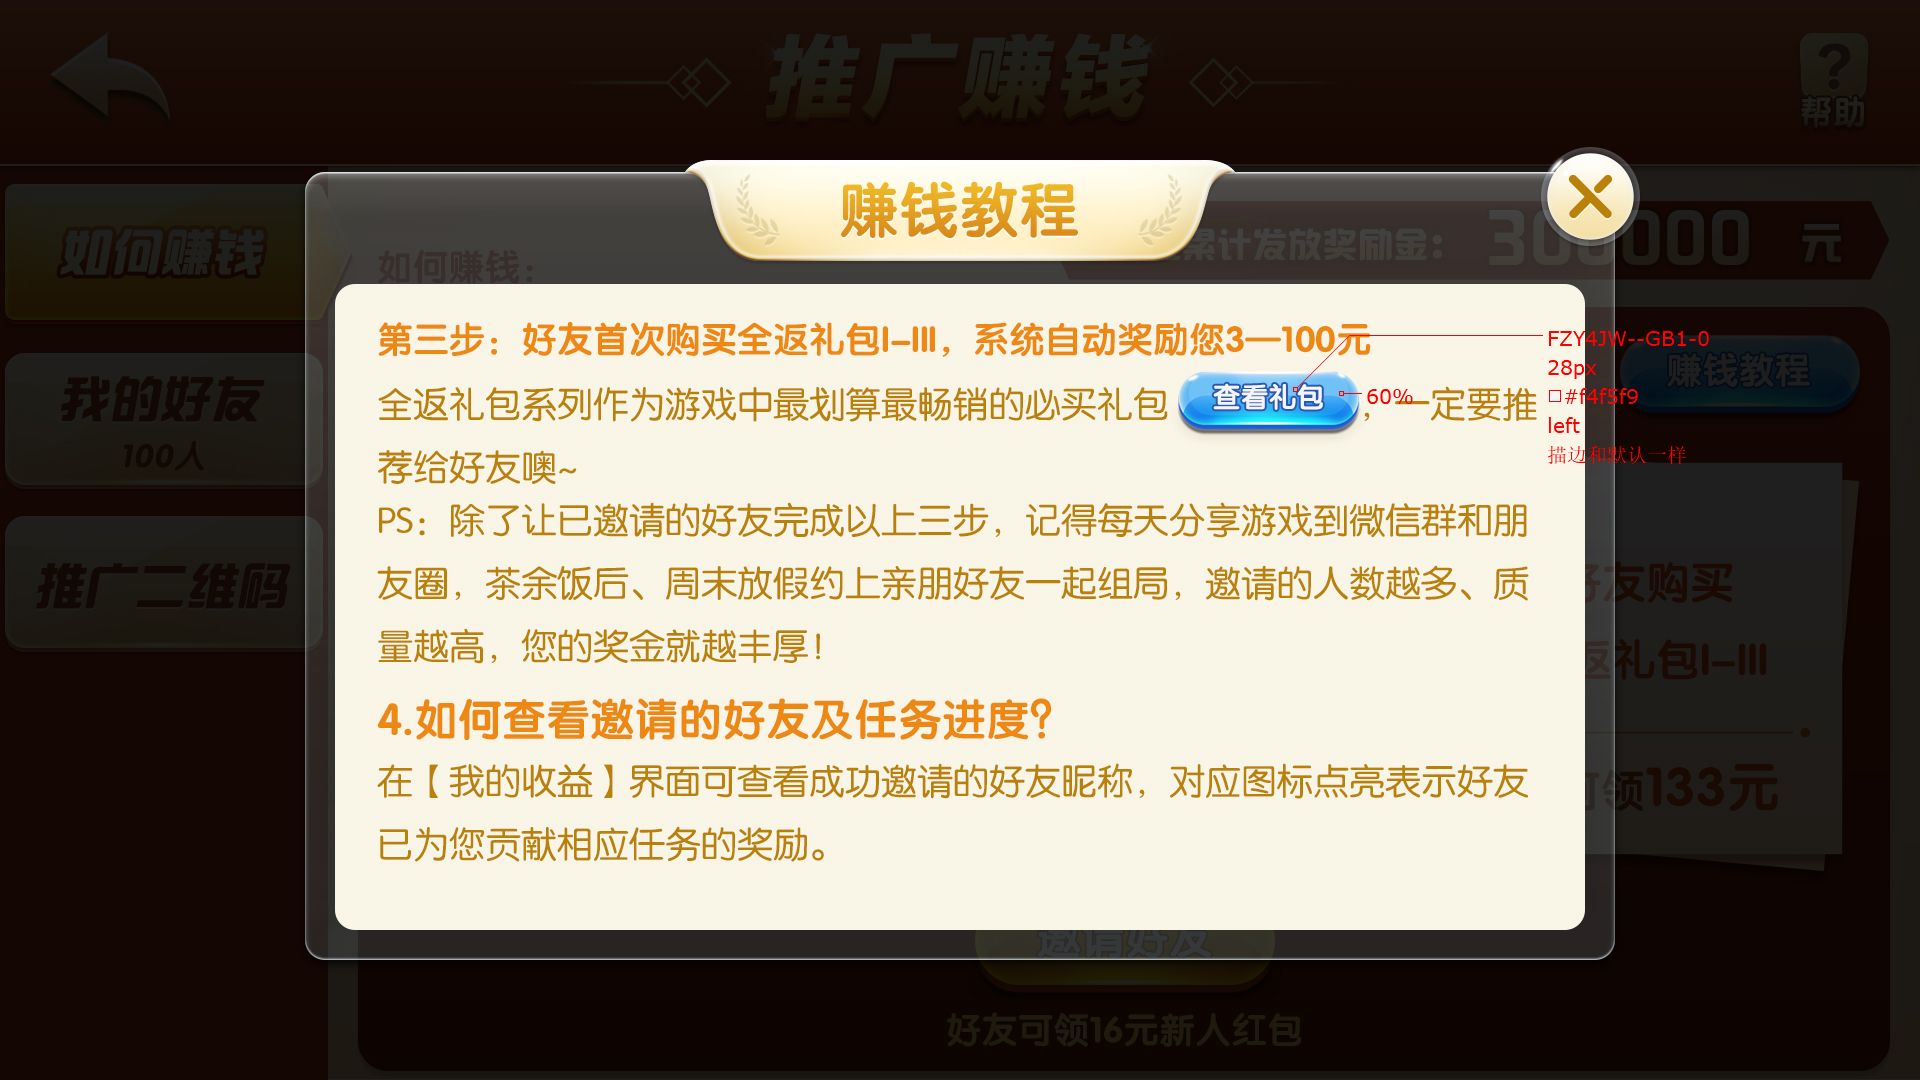 推广赚钱
帮助
赚钱教程
如何赚钱
如何赚钱：
累计发放奖励金：
元
第三步：好友首次购买全返礼包I-III，系统自动奖励您3—100元
FZY4JW--GB1-0
28px
#f4f5f9
left
描边和默认一样
全返礼包系列作为游戏中最划算最畅销的必买礼包 查看礼包 60% ，一定要推
荐给好友噢~
赚钱教程
我的好友
100人
PS：除了让已邀请的好友完成以上三步，记得每天分享游戏到微信群和朋
友圈，茶余饭后、周末放假约上亲朋好友一起组局，邀请的人数越多、质
量越高，您的奖金就越丰厚！
推广二维码
好友购买
返礼包I-III
4.如何查看邀请的好友及任务进度？
在【我的收益】界面可查看成功邀请的好友昵称，对应图标点亮表示好友
已为您贡献相应任务的奖励。
可领133元
邀请好友
好友可领16元新人红包